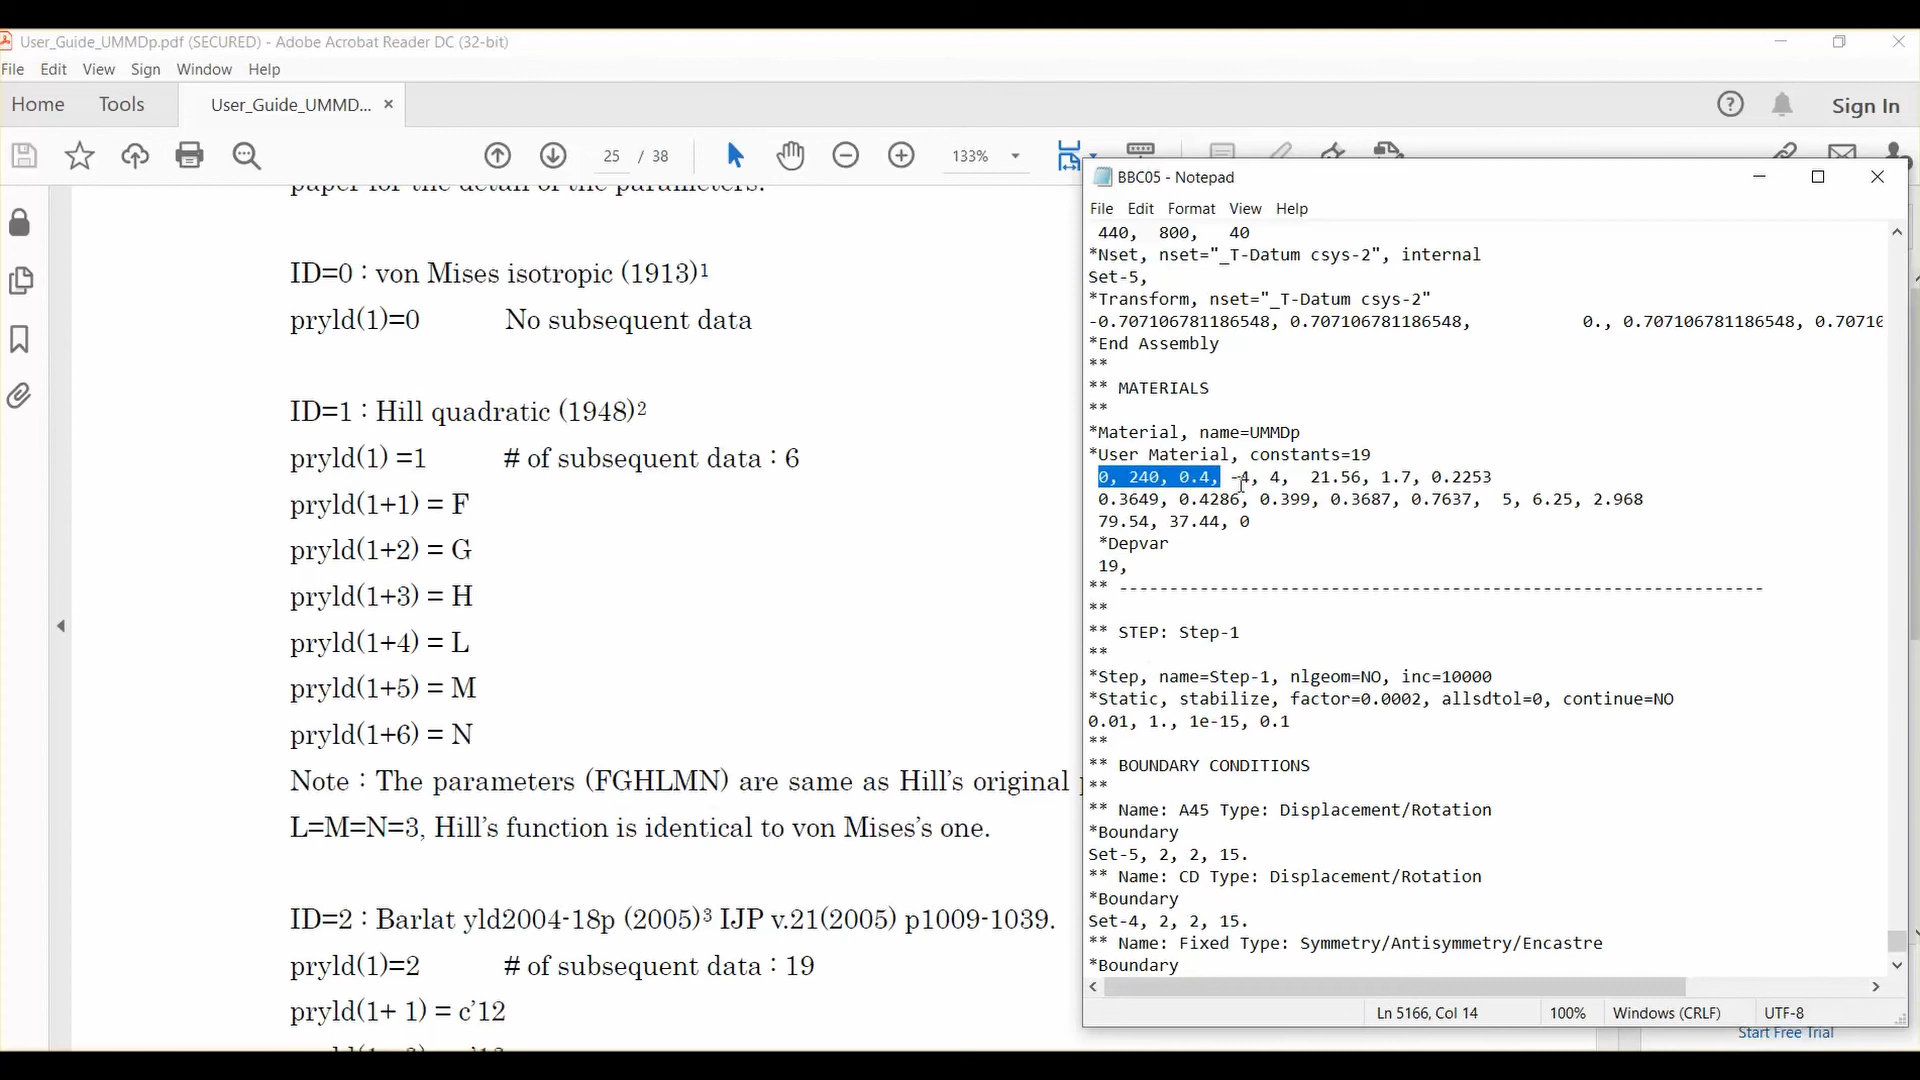 User_Guide_UMMDp.pdf (SECURED) - Adobe Acrobat Reader DC (32-bit)
File Edit View Sign Window Help
Home Tools User_Guide_UMMD... × Sign In
25 / 38 133%
paper for the detail of the parameters.
ID=0 : von Mises isotropic (1913)1
pryld(1)=0 No subsequent data
ID=1 : Hill quadratic (1948)2
pryld(1) =1 # of subsequent data : 6
pryld(1+1) = F
pryld(1+2) = G
pryld(1+3) = H
pryld(1+4) = L
pryld(1+5) = M
pryld(1+6) = N
Note : The parameters (FGHLMN) are same as Hill's original
L=M=N=3, Hill's function is identical to von Mises's one.
ID=2 : Barlat yld2004-18p (2005)3 IJP v.21(2005) p1009-1039.
pryld(1)=2 # of subsequent data : 19
pryld(1+ 1) = c'12
BBC05 - Notepad
File Edit Format View Help
440, 800, 40
*Nset, nset="_T-Datum csys-2", internal
Set-5,
*Transform, nset="_T-Datum csys-2"
-0.707106781186548, 0.707106781186548, 0., 0.707106781186548, 0.7071
*End Assembly
**
** MATERIALS
**
*Material, name=UMMDp
*User Material, constants=19
0, 240, 0.4, -4, 4, 21.56, 1.7, 0.2253
0.3649, 0.4286, 0.399, 0.3687, 0.7637, 5, 6.25, 2.968
79.54, 37.44, 0
*Depvar
19,
** ----------------------------------------------------------------
**
** STEP: Step-1
**
*Step, name=Step-1, nlgeom=NO, inc=10000
*Static, stabilize, factor=0.0002, allsdtol=0, continue=NO
0.01, 1., 1e-15, 0.1
**
** BOUNDARY CONDITIONS
**
** Name: A45 Type: Displacement/Rotation
*Boundary
Set-5, 2, 2, 15.
** Name: CD Type: Displacement/Rotation
*Boundary
Set-4, 2, 2, 15.
** Name: Fixed Type: Symmetry/Antisymmetry/Encastre
*Boundary
Ln 5166, Col 14 100% Windows (CRLF) UTF-8
Start Free Trial